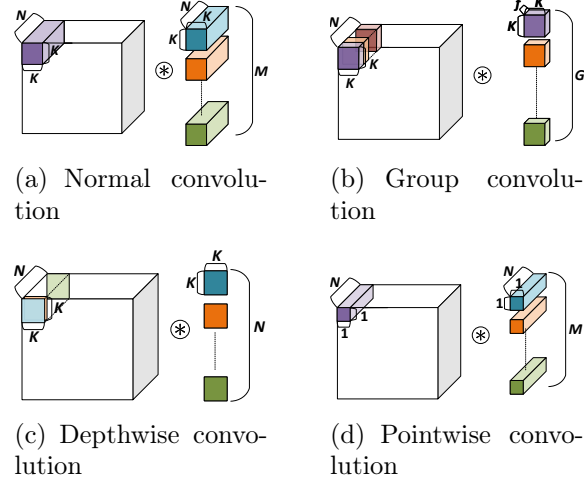 N
K
K
K
K
N
K
M
(a) Normal convolu-
tion
N
K
K
f
K
K
G
(b) Group convolu-
tion
N
K
K
K
K
N
(c) Depthwise convo-
lution
N
1
1
N
1
1
M
(d) Pointwise convo-
lution